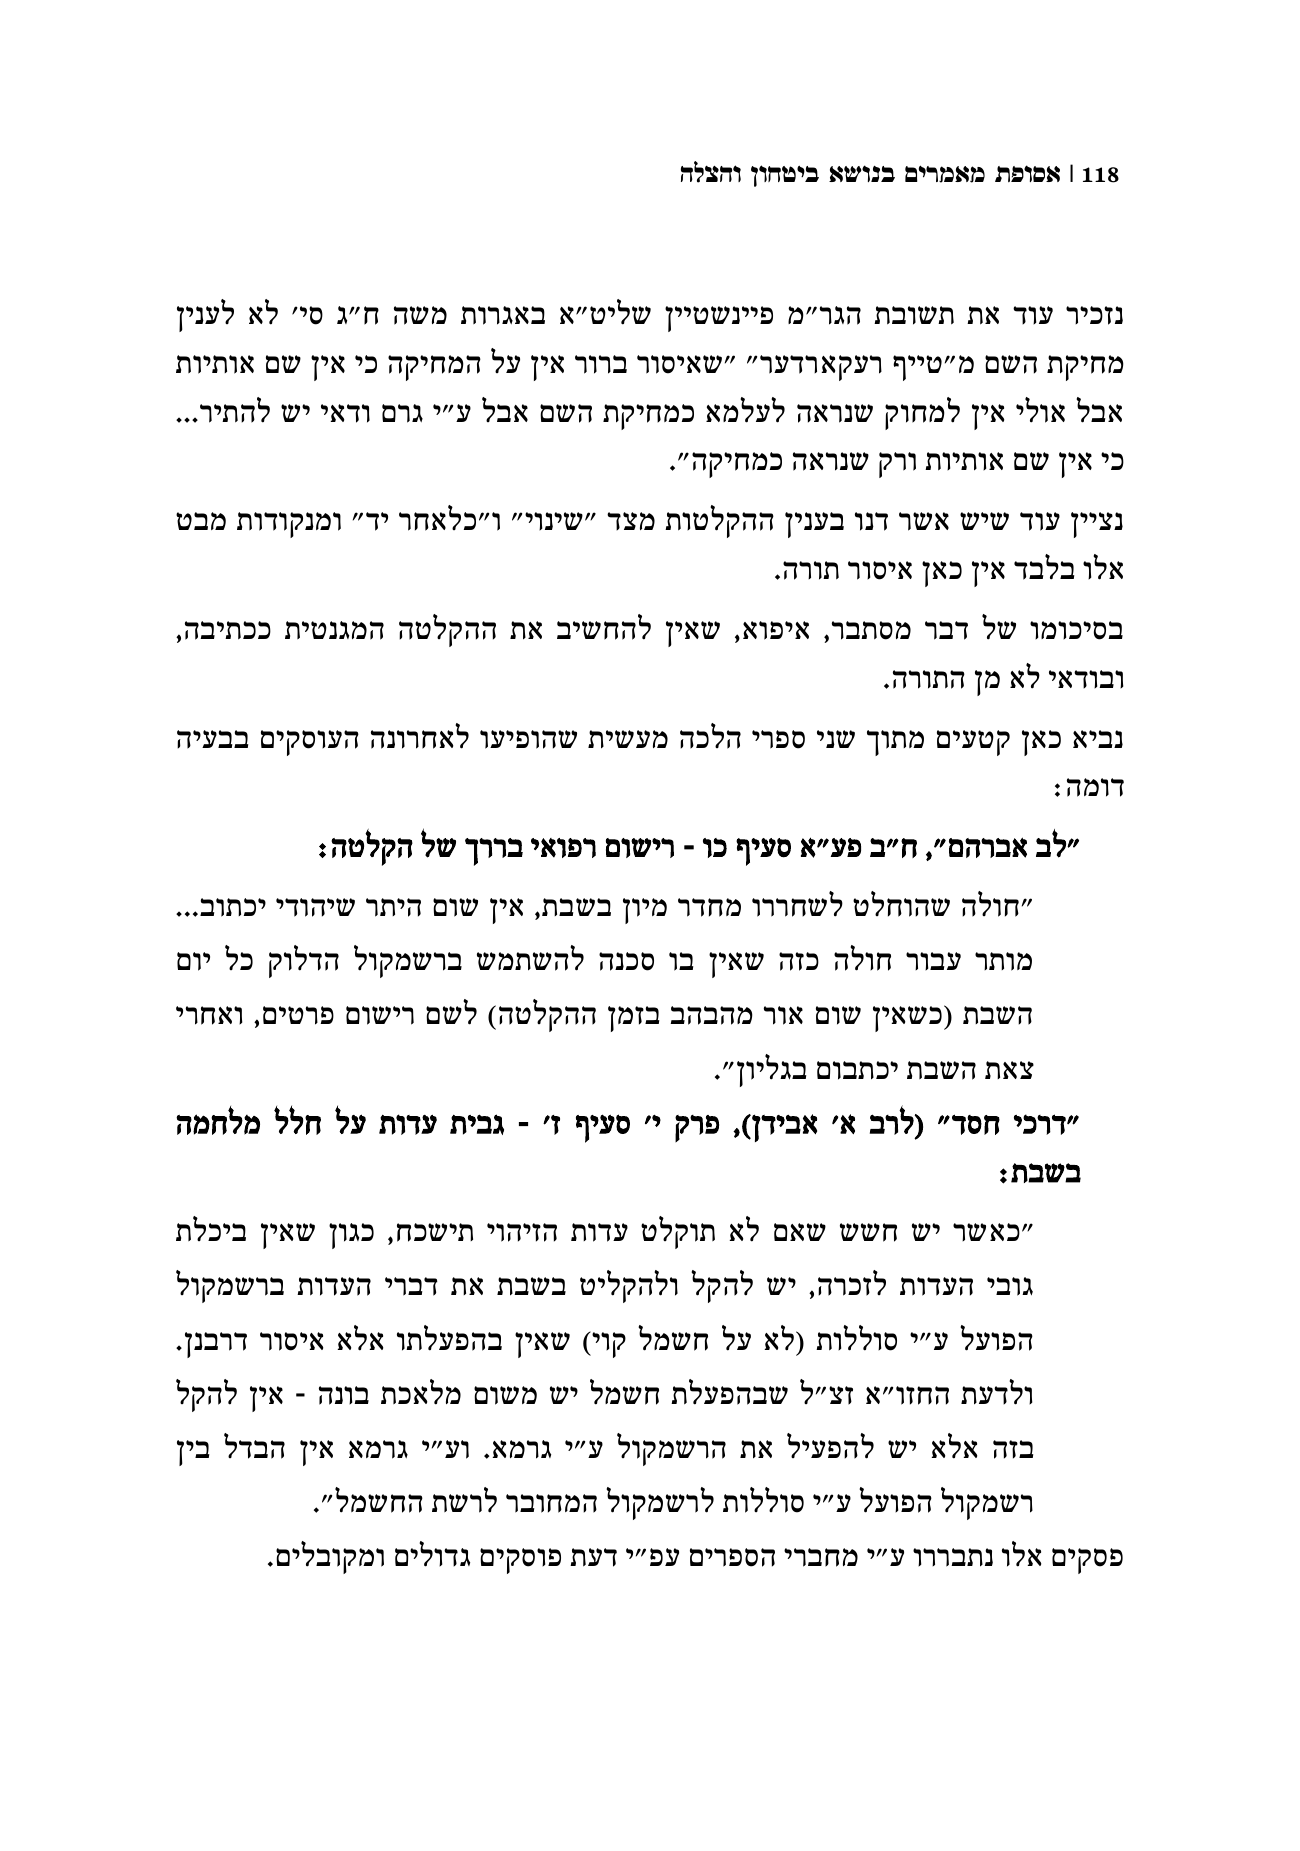 118 | אסופת מאמרים בנושא ביטחון והצלה
נזכיר עוד את תשובת הגר״מ פיינשטיין שליט״א באגרות משה ח״ג סי׳ לא לענין
מחיקת השם מ״טייף רעקארדער״ ״שאיסור ברור אין על המחיקה כי אין שם אותיות
אבל אולי אין למחוק שנראה לעלמא כמחיקת השם אבל ע״י גרם ודאי יש להתיר...
כי אין שם אותיות ורק שנראה כמחיקה״.
נציין עוד שיש אשר דנו בענין ההקלטות מצד ״שינוי״ ו״כלאחר יד״ ומנקודות מבט
אלו בלבד אין כאן איסור תורה.
בסיכומו של דבר מסתבר, איפוא, שאין להחשיב את ההקלטה המגנטית ככתיבה,
ובודאי לא מן התורה.
נביא כאן קטעים מתוך שני ספרי הלכה מעשית שהופיעו לאחרונה העוסקים בבעיה
דומה:
״לב אברהם״, ח״ב פע״א סעיף כו - רישום רפואי בררך של הקלטה:
״חולה שהוחלט לשחררו מחדר מיון בשבת, אין שום היתר שיהודי יכתוב...
מותר עבור חולה כזה שאין בו סכנה להשתמש ברשמקול הדלוק כל יום
השבת (כשאין שום אור מהבהב בזמן ההקלטה) לשם רישום פרטים, ואחרי
צאת השבת יכתבום בגליון״.
״דרכי חסד״ (לרב א׳ אבידן), פרק י׳ סעיף ז׳ - גבית עדות על חלל מלחמה
בשבת:
״כאשר יש חשש שאם לא תוקלט עדות הזיהוי תישכח, כגון שאין ביכלת
גובי העדות לזכרה, יש להקל ולהקליט בשבת את דברי העדות ברשמקול
הפועל ע״י סוללות (לא על חשמל קוי) שאין בהפעלתו אלא איסור דרבנן.
ולדעת החזו״א זצ״ל שבהפעלת חשמל יש משום מלאכת בונה - אין להקל
בזה אלא יש להפעיל את הרשמקול ע״י גרמא. וע״י גרמא אין הבדל בין
רשמקול הפועל ע״י סוללות לרשמקול המחובר לרשת החשמל״.
פסקים אלו נתבררו ע״י מחברי הספרים עפ״י דעת פוסקים גדולים ומקובלים.